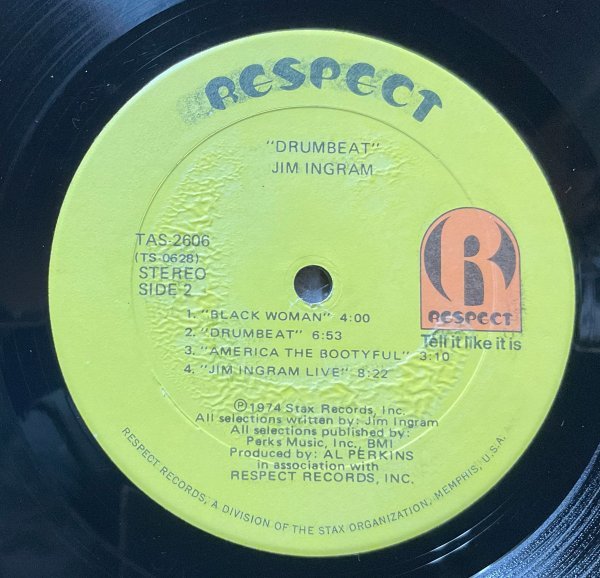 RESPECT
"DRUMBEAT"
JIM INGRAM
TAS-2606
(TS-0628)
STEREO
SIDE 2
R
RESPECT
Tell it like it is
1. "BLACK WOMAN" 4:00
2. "DRUMBEAT" 6:53
3. "AMERICA THE BOOTYFUL" 3:10
4. "JIM INGRAM LIVE" 8:22
℗ 1974 Stax Records, Inc.
All selections written by: Jim Ingram
All selections published by:
Perks Music, Inc., BMI
Produced by: AL PERKINS
in association with
RESPECT RECORDS, INC.
RESPECT RECORDS, A DIVISION OF THE STAX ORGANIZATION, MEMPHIS, U.S.A.